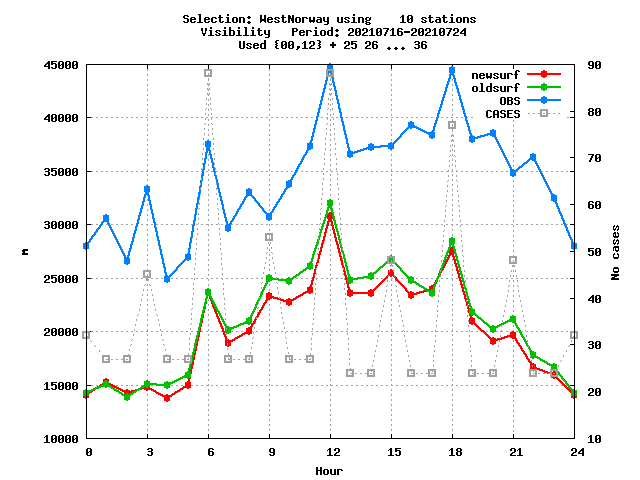 Selection: WestNorway using    10 stations
Visibility   Period: 20210716-20210724
Used {00,12} + 25 26 ... 36
newsurf
oldsurf
OBS
CASES
45000
40000
35000
30000
25000
20000
15000
10000
m
90
80
70
60
50
40
30
20
10
No cases
0 3 6 9 12 15 18 21 24
Hour